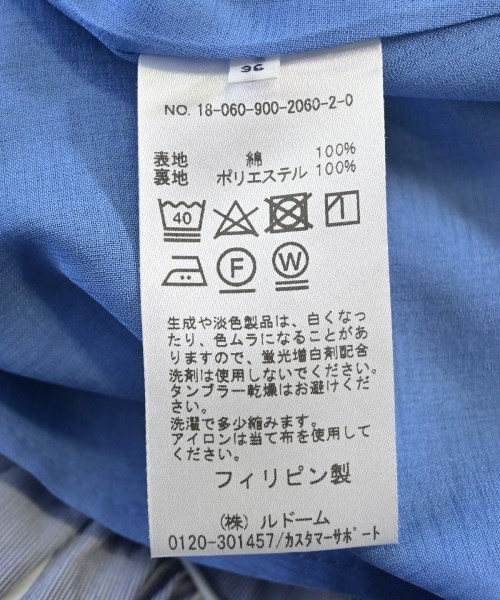 36
NO. 18-060-900-2060-2-0
表地 綿 100%
裏地 ポリエステル 100%
40
F W
生成や淡色製品は、白くなっ
たり、色ムラになることがあ
りますので、蛍光増白剤配合
洗剤は使用しないでください。
タンブラー乾燥はお避けくだ
さい。
洗濯で多少縮みます。
アイロンは当て布を使用して
ください。
フィリピン製
(株) ルドーム
0120-301457/カスタマーサポート